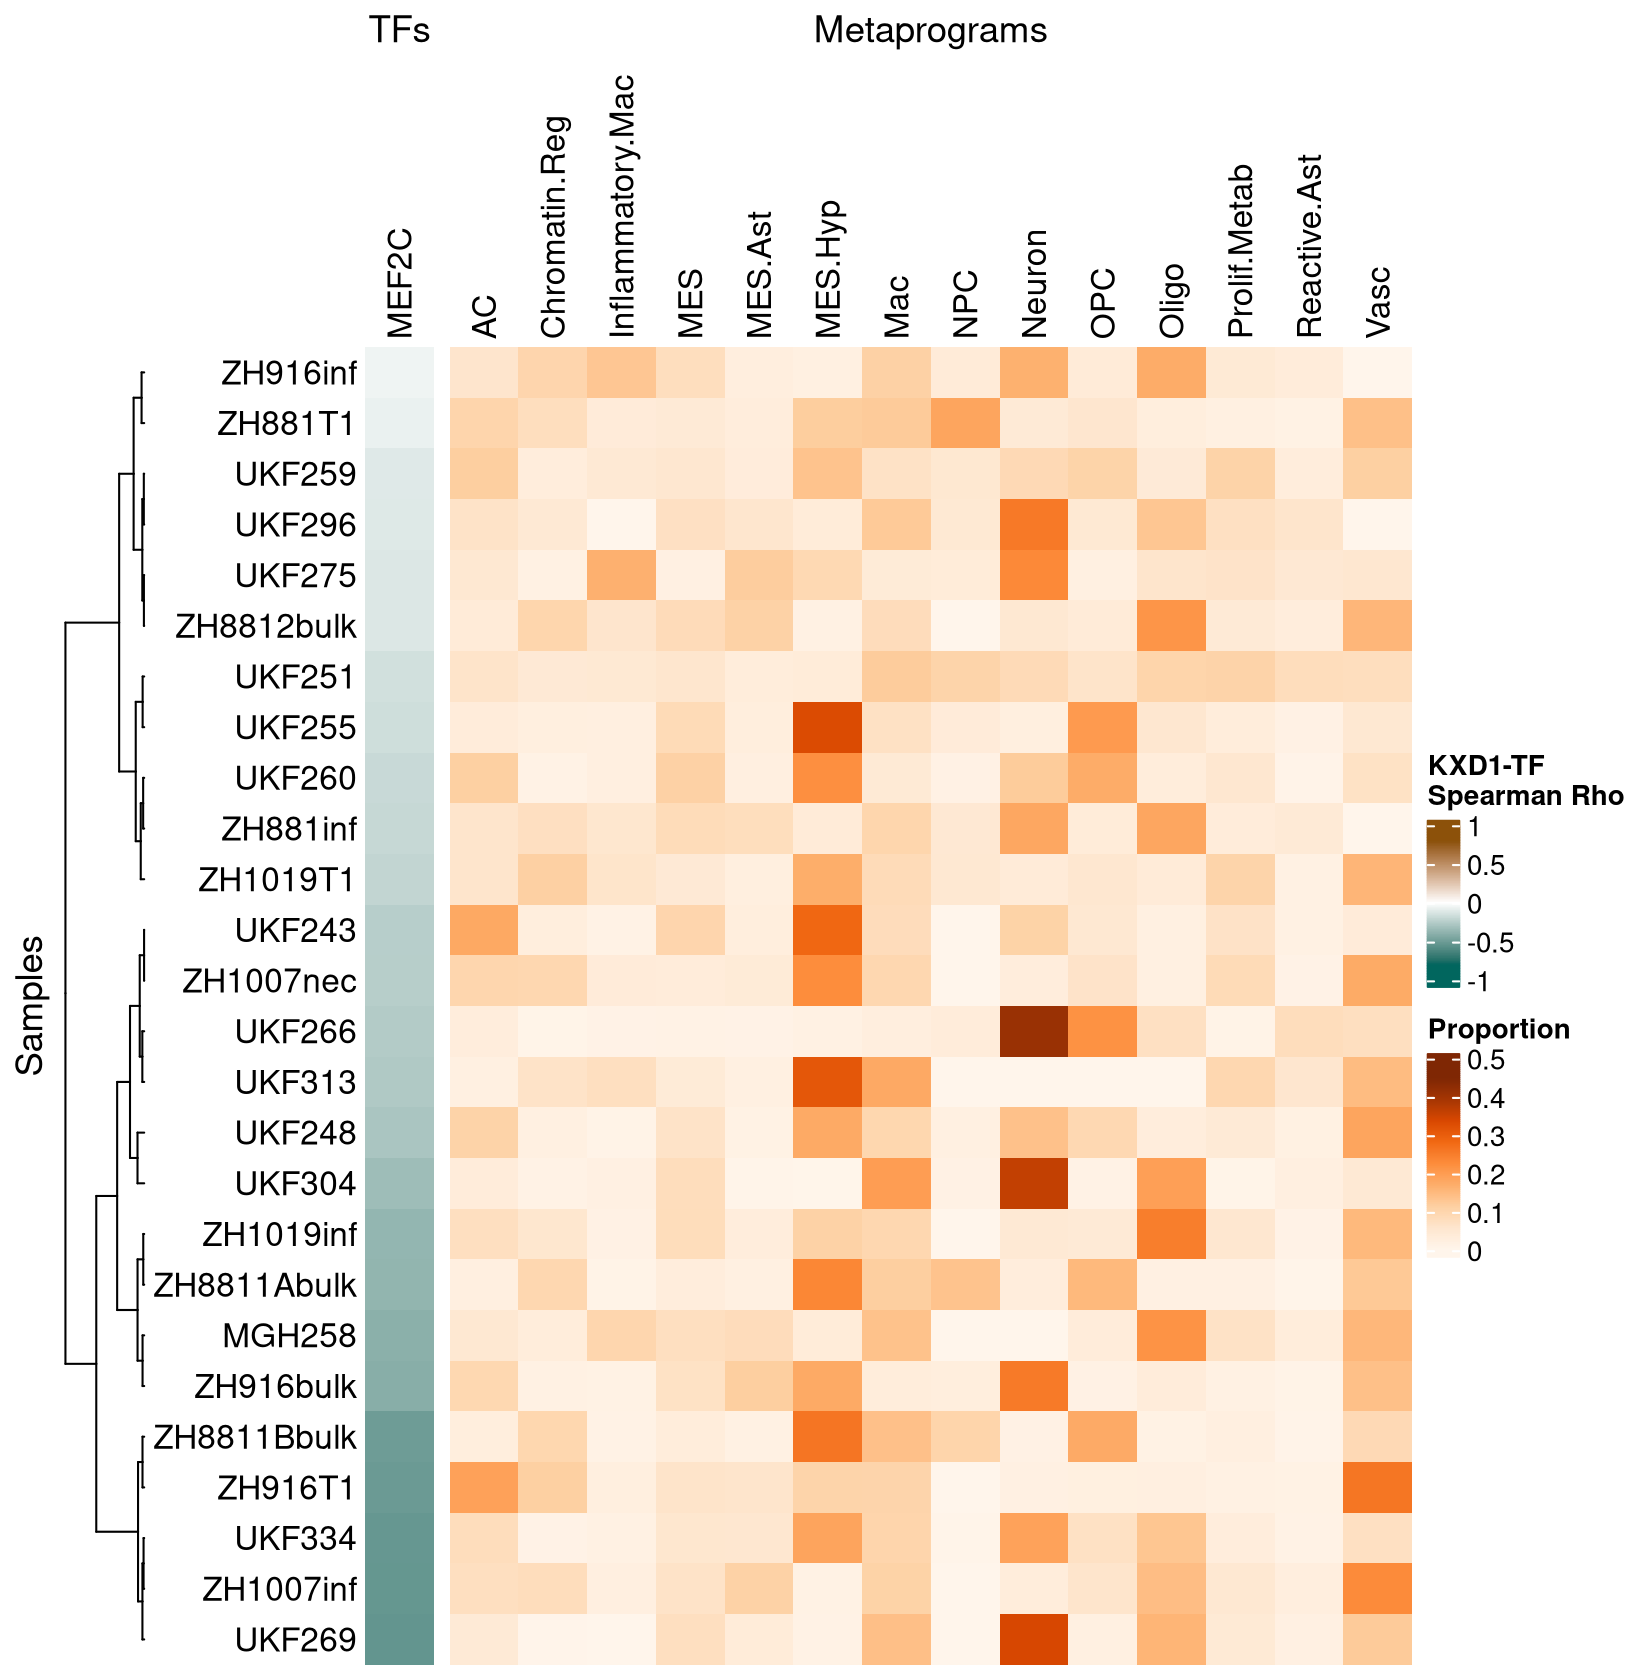 TFs Metaprograms
MEF2C
AC
Chromatin.Reg
Inflammatory.Mac
MES
MES.Ast
MES.Hyp
Mac
NPC
Neuron
OPC
Oligo
Prolif.Metab
Reactive.Ast
Vasc
Samples
ZH916inf
ZH881T1
UKF259
UKF296
UKF275
ZH8812bulk
UKF251
UKF255
UKF260
ZH881inf
ZH1019T1
UKF243
ZH1007nec
UKF266
UKF313
UKF248
UKF304
ZH1019inf
ZH8811Abulk
MGH258
ZH916bulk
ZH8811Bbulk
ZH916T1
UKF334
ZH1007inf
UKF269
KXD1-TF
Spearman Rho
1
0.5
0
-0.5
-1
Proportion
0.5
0.4
0.3
0.2
0.1
0